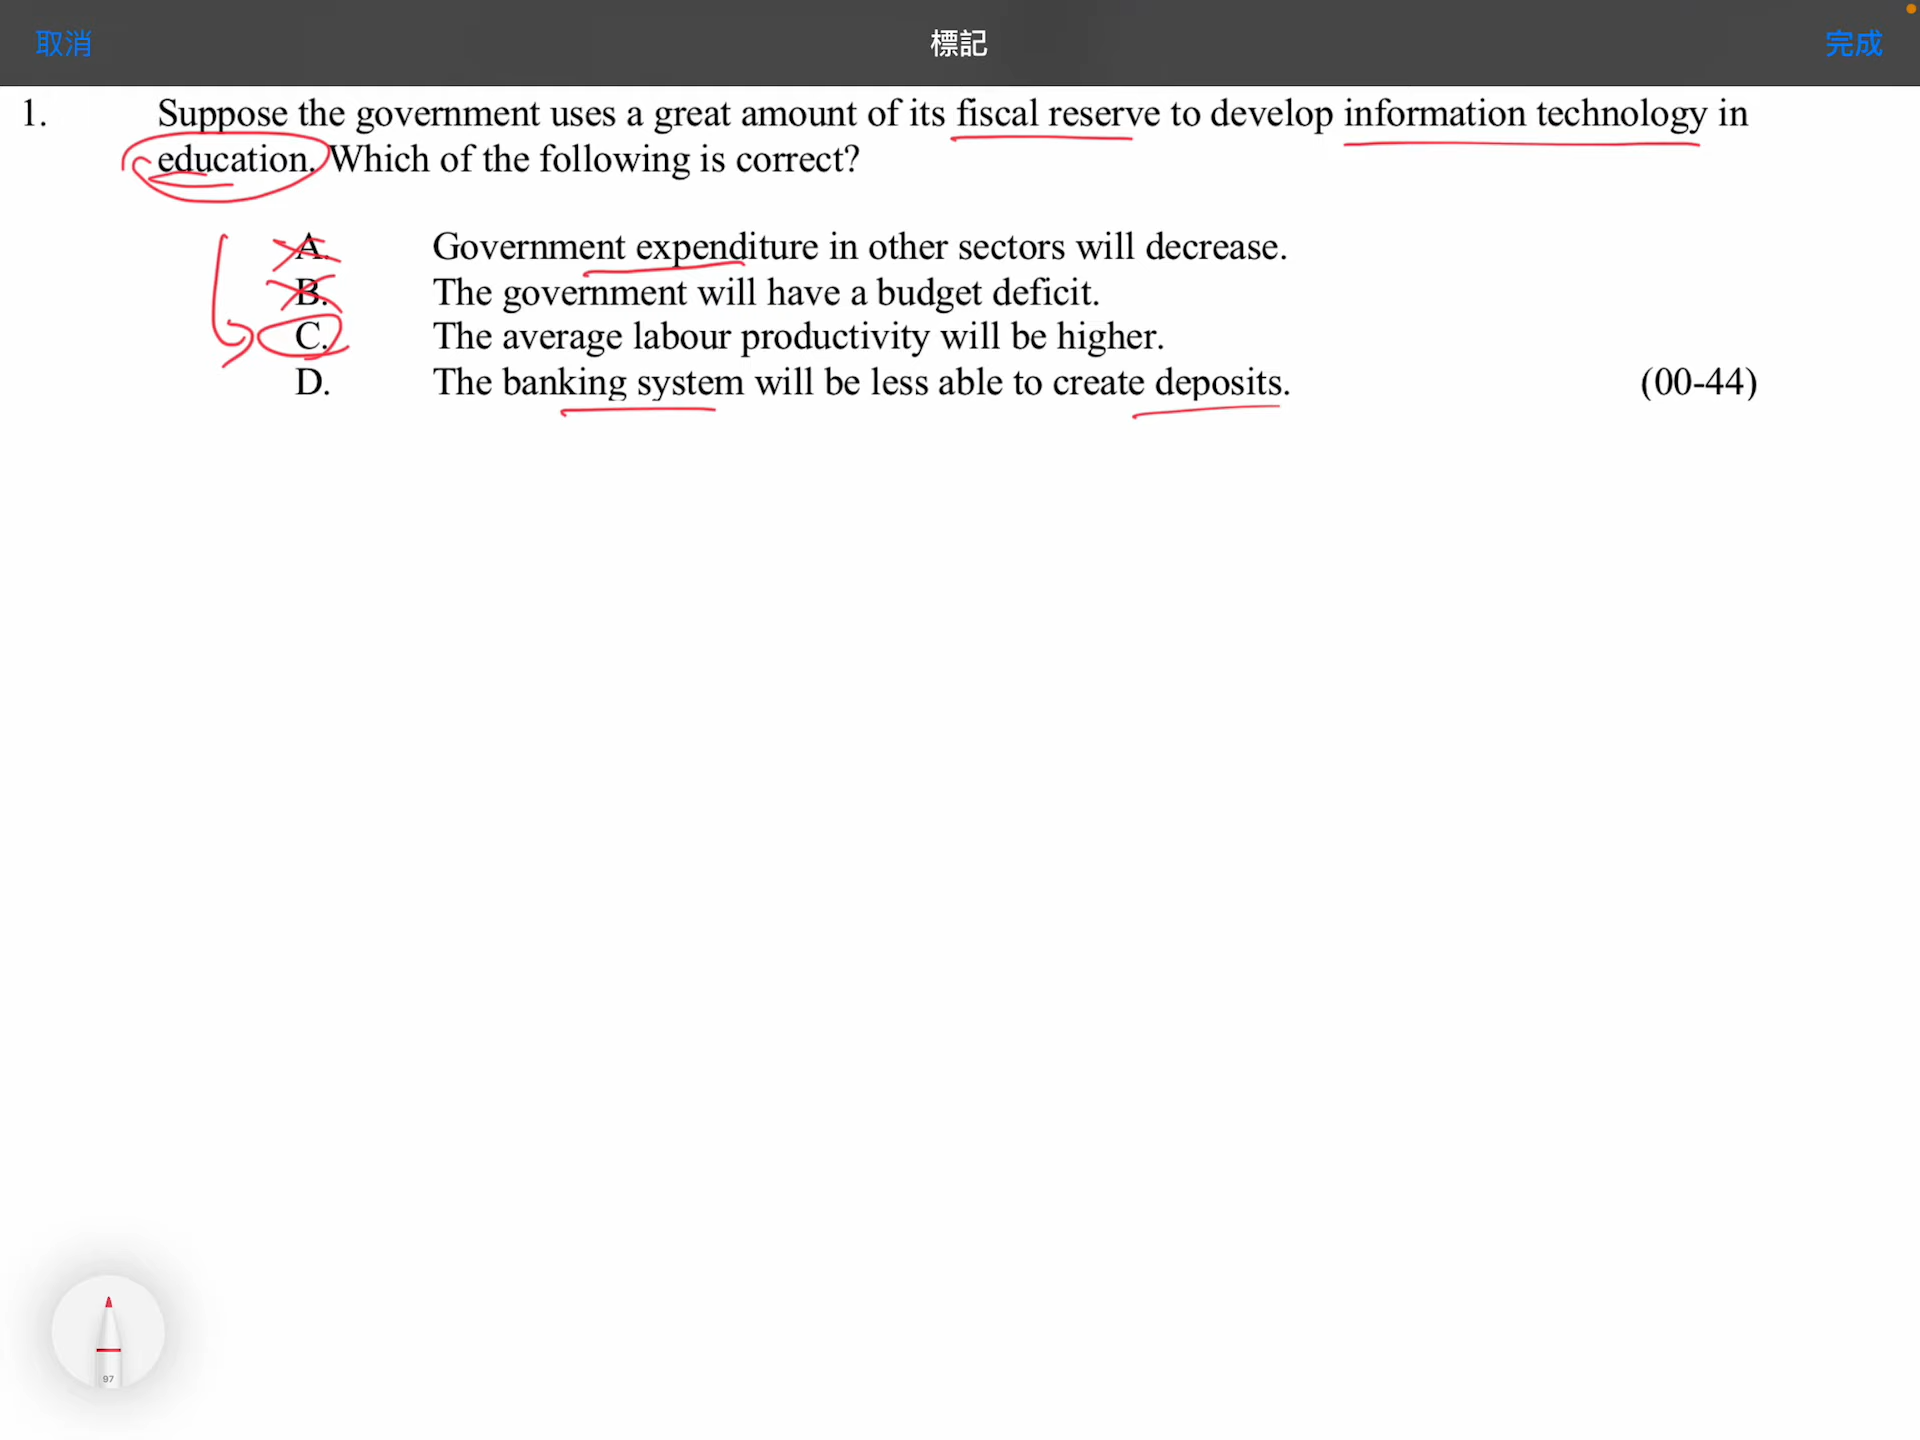 取消
標記
完成
1. Suppose the government uses a great amount of its fiscal reserve to develop information technology in
education. Which of the following is correct?
A. Government expenditure in other sectors will decrease.
B. The government will have a budget deficit.
C. The average labour productivity will be higher.
D. The banking system will be less able to create deposits. (00-44)
97